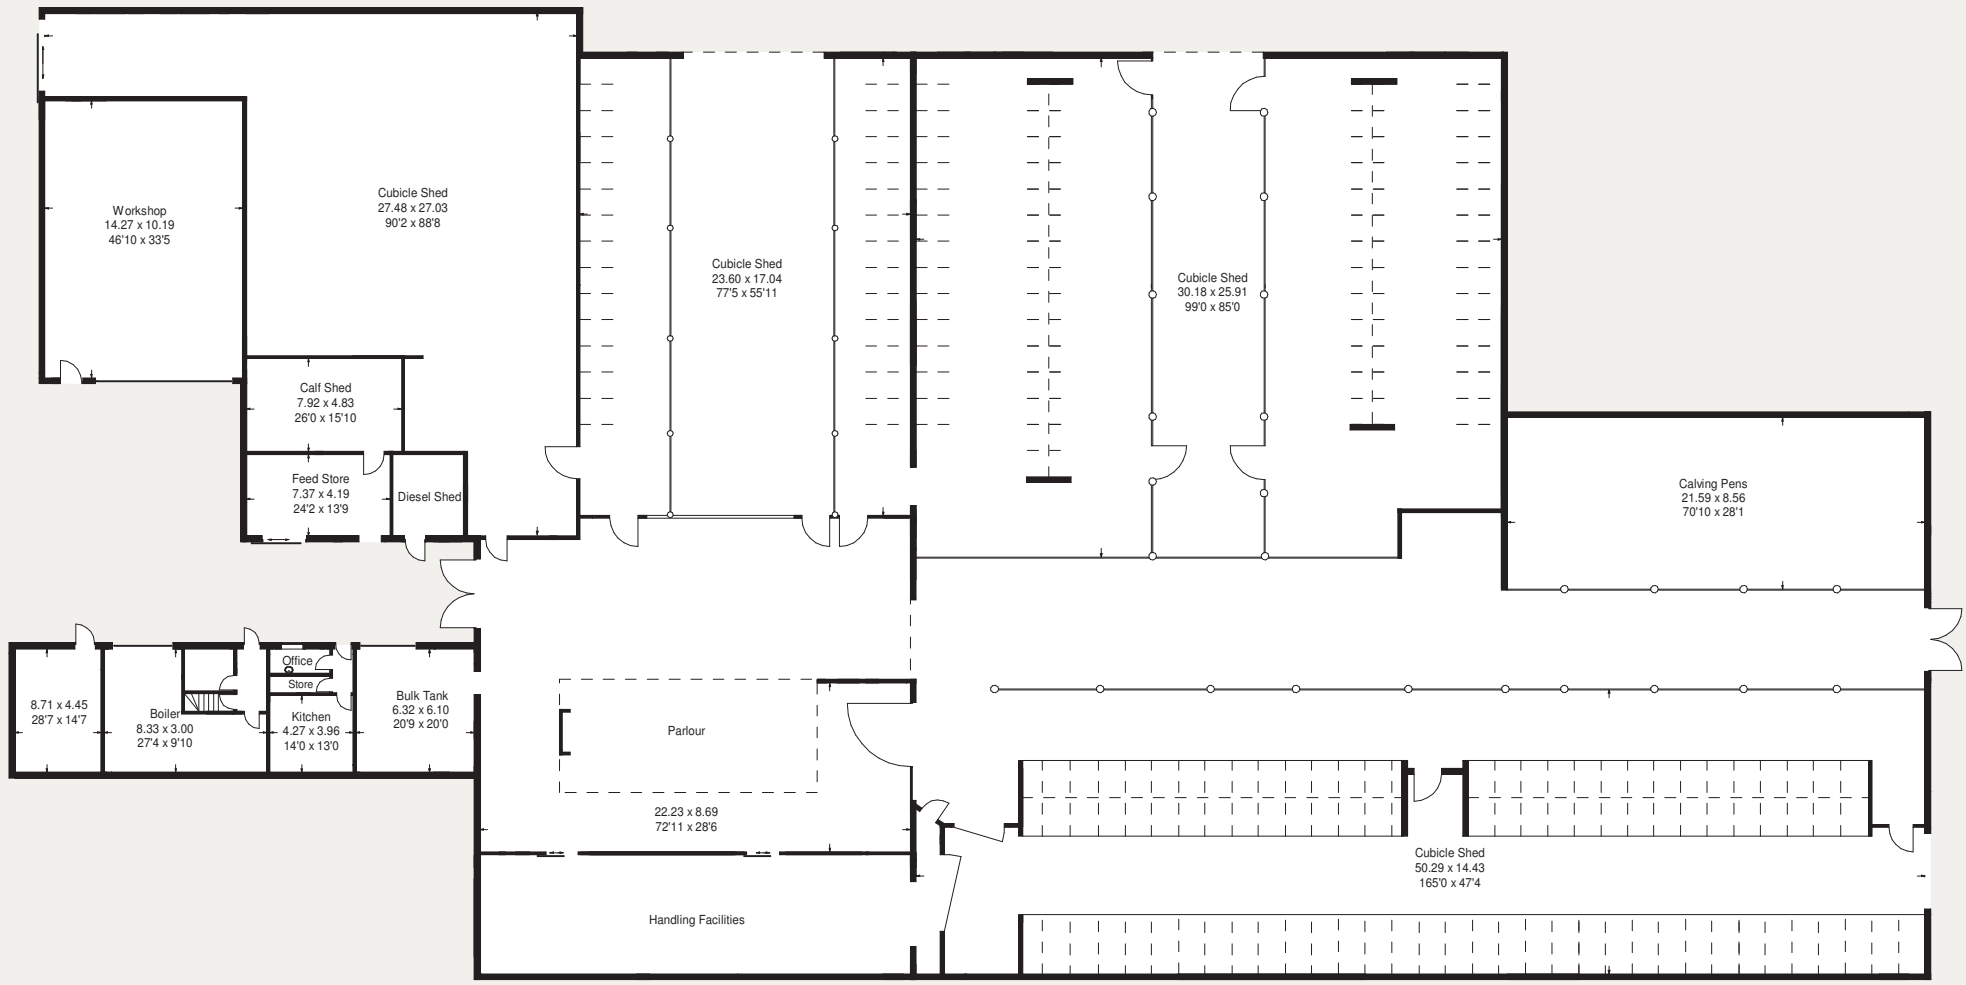 Cubicle Shed
27.48 x 27.03
90'2 x 88'8
Workshop
14.27 x 10.19
46'10 x 33'5
Cubicle Shed
23.60 x 17.04
77'5 x 55'11
Cubicle Shed
30.18 x 25.91
99'0 x 85'0
Calf Shed
7.92 x 4.83
26'0 x 15'10
Feed Store
7.37 x 4.19
24'2 x 13'9
Diesel Shed
Calving Pens
21.59 x 8.56
70'10 x 28'1
8.71 x 4.45
28'7 x 14'7
Boiler
8.33 x 3.00
27'4 x 9'10
Office
Store
Kitchen
4.27 x 3.96
14'0 x 13'0
Bulk Tank
6.32 x 6.10
20'9 x 20'0
Parlour
22.23 x 8.69
72'11 x 28'6
Cubicle Shed
50.29 x 14.43
165'0 x 47'4
Handling Facilities